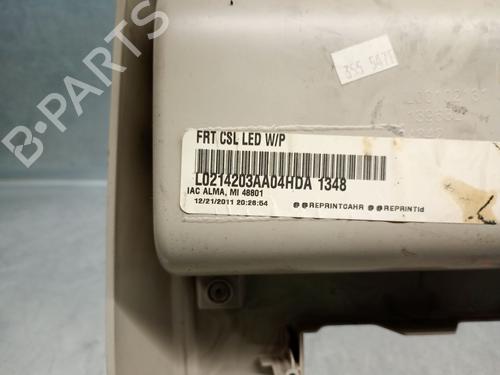 355 5471
FRT CSL LED W/P
L0214203AA04HDA 1348
IAC ALMA, MI 48801
12/21/2011 20:26:54 @@REPRINTCAHR @@REPRINTid
B-PARTS